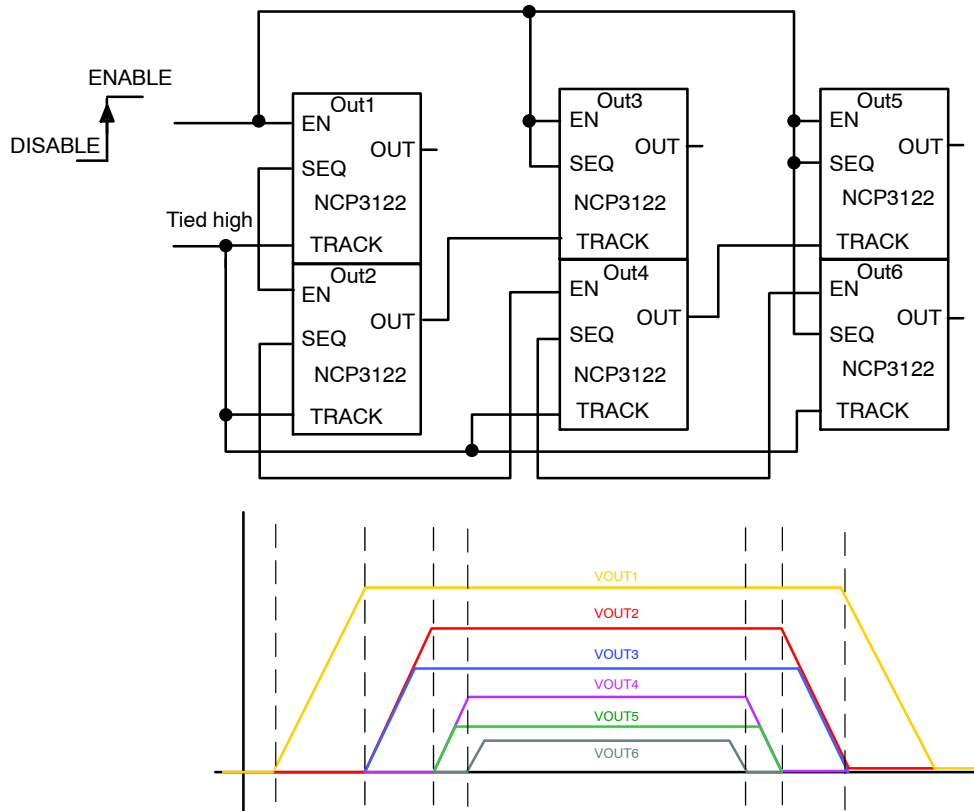 ENABLE
DISABLE
Tied high
Out1
EN
OUT
SEQ
NCP3122
TRACK
Out2
EN
OUT
SEQ
NCP3122
TRACK
Out3
EN
OUT
SEQ
NCP3122
TRACK
Out4
EN
OUT
SEQ
NCP3122
TRACK
Out5
EN
OUT
SEQ
NCP3122
TRACK
Out6
EN
OUT
SEQ
NCP3122
TRACK
VOUT1
VOUT2
VOUT3
VOUT4
VOUT5
VOUT6